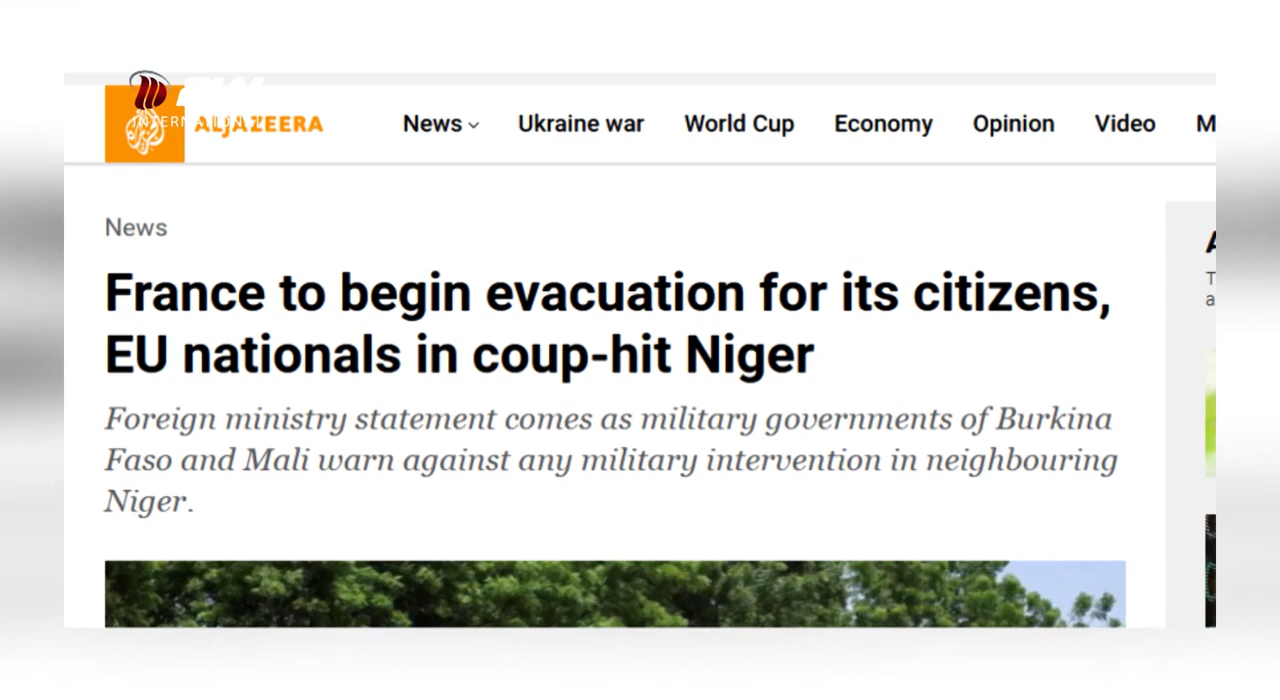 INTERNATIONAL
ALJAZEERA
News
Ukraine war
World Cup
Economy
Opinion
Video
News
France to begin evacuation for its citizens,
EU nationals in coup-hit Niger
Foreign ministry statement comes as military governments of Burkina
Faso and Mali warn against any military intervention in neighbouring
Niger.